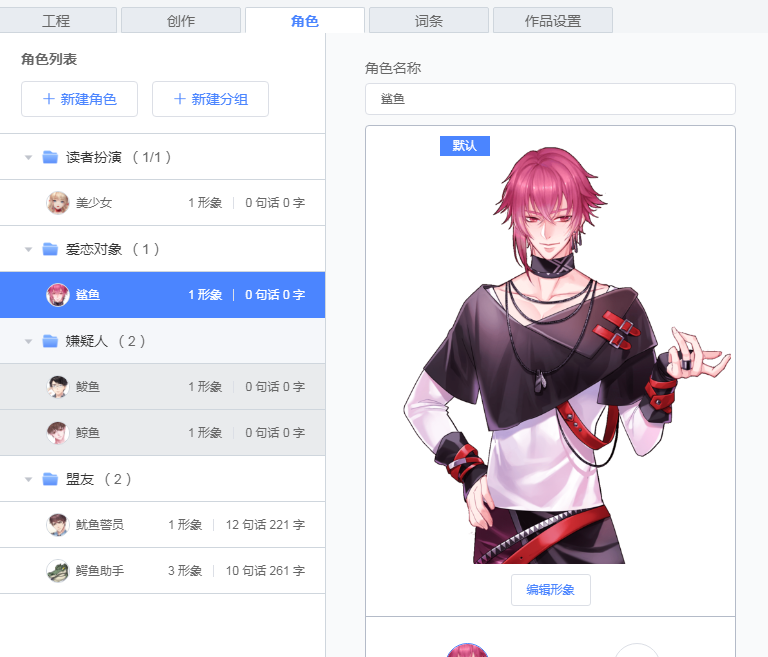 工程 创作 角色 词条 作品设置
角色列表
+ 新建角色 + 新建分组
读者扮演 ( 1/1 )
美少女 1 形象 0 句话 0 字
爱恋对象 ( 1 )
鲨鱼 1 形象 0 句话 0 字
嫌疑人 ( 2 )
鲅鱼 1 形象 0 句话 0 字
鲸鱼 1 形象 0 句话 0 字
盟友 ( 2 )
鱿鱼警员 1 形象 12 句话 221 字
鳄鱼助手 3 形象 10 句话 261 字
角色名称
鲨鱼
默认
编辑形象